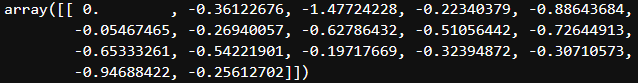 array([[ 0.        , -0.36122676, -1.47724228, -0.22340379, -0.88643684,
        -0.05467465, -0.26940057, -0.62786432, -0.51056442, -0.72644913,
        -0.65333261, -0.54221901, -0.19717669, -0.32394872, -0.30710573,
        -0.94688422, -0.25612702]])